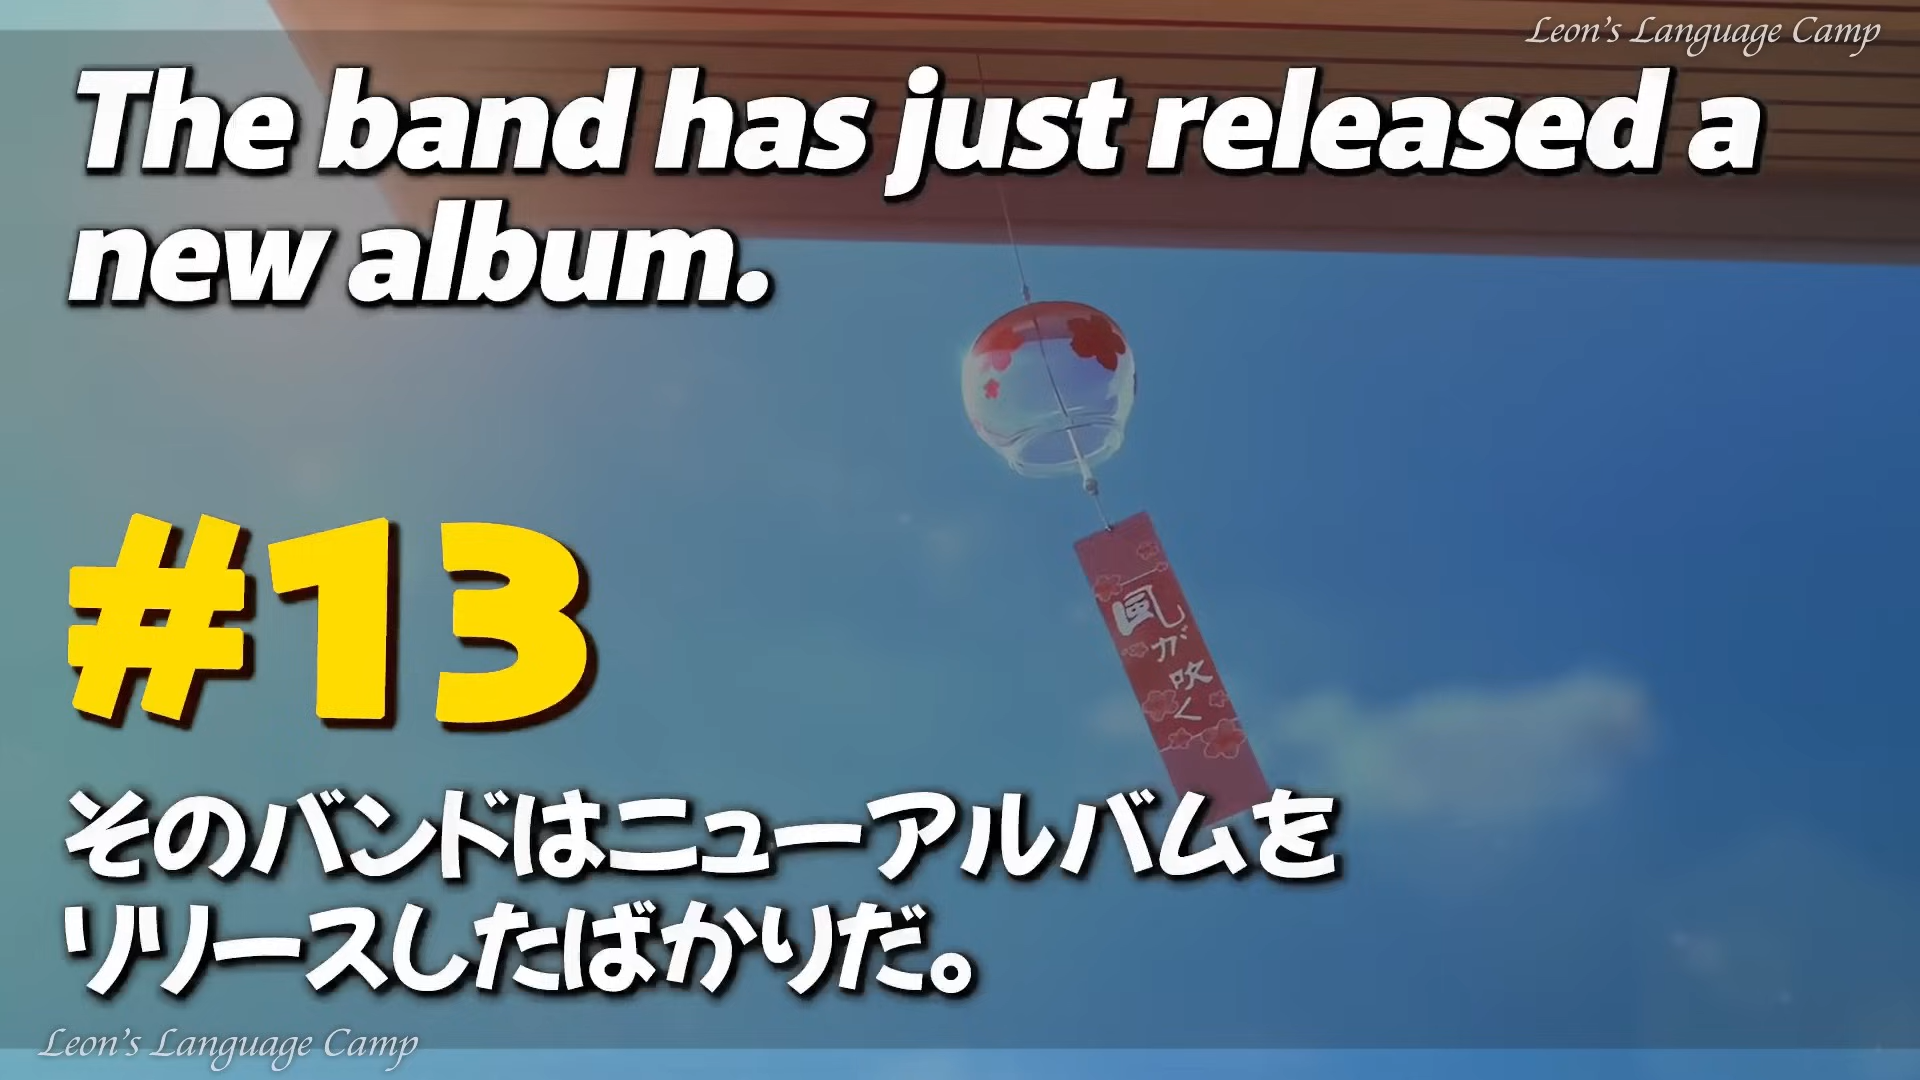 Leon's Language Camp
The band has just released a
new album.
#13
風が吹く
そのバンドはニューアルバムを
リリースしたばかりだ。
Leon's Language Camp